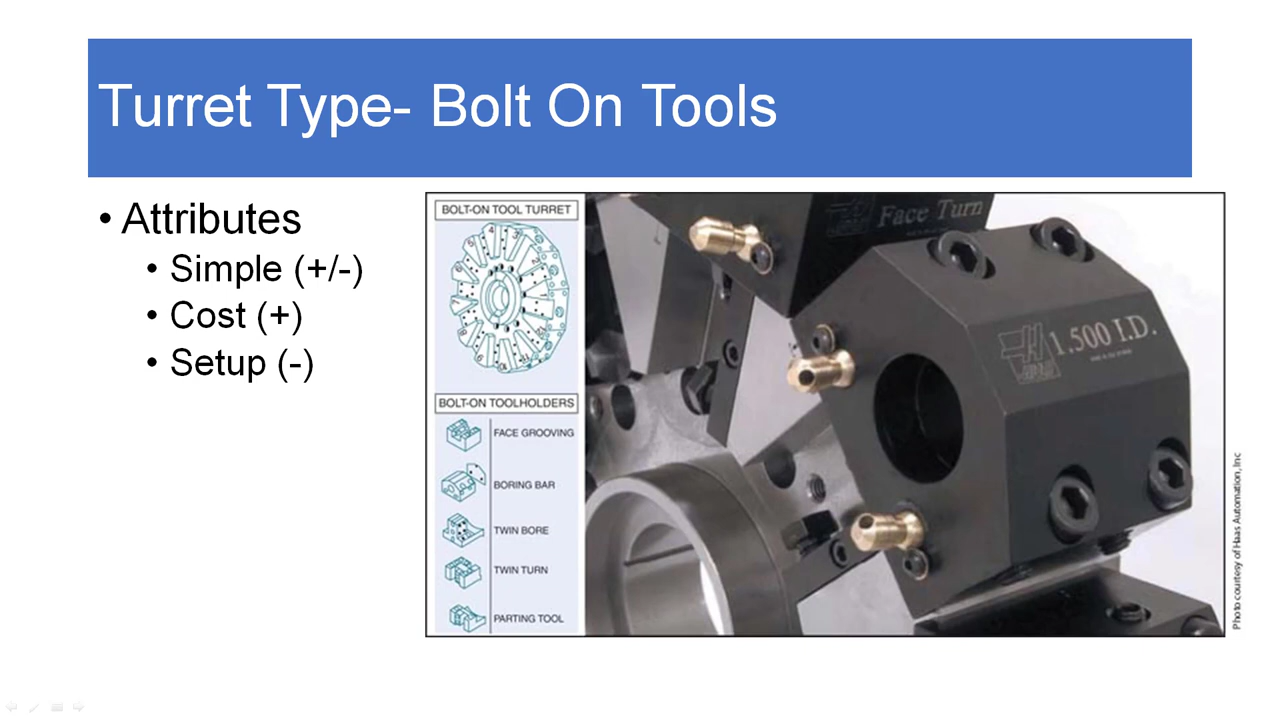 Turret Type- Bolt On Tools
• Attributes
• Simple (+/-)
• Cost (+)
• Setup (-)
BOLT-ON TOOL TURRET
BOLT-ON TOOLHOLDERS
FACE GROOVING
BORING BAR
TWIN BORE
TWIN TURN
PARTING TOOL
Face Turn
1.500 I.D.
Photo courtesy of Haas Automation, Inc